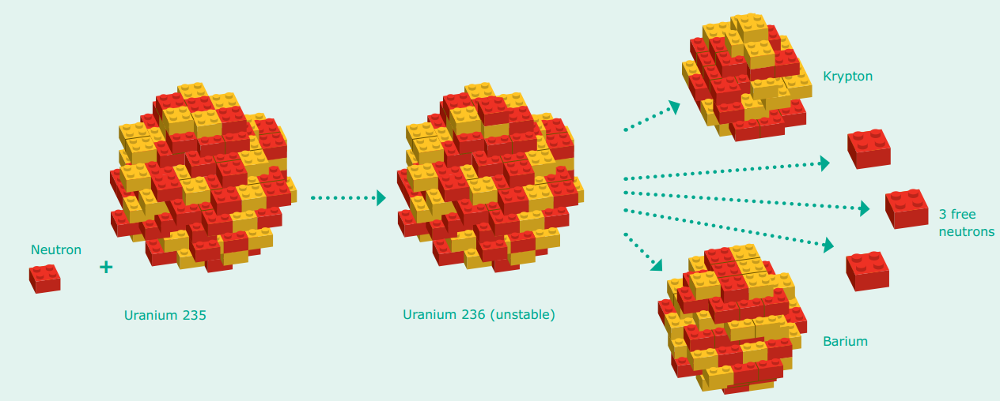 Neutron
+
Uranium 235
Uranium 236 (unstable)
Krypton
3 free
neutrons
Barium